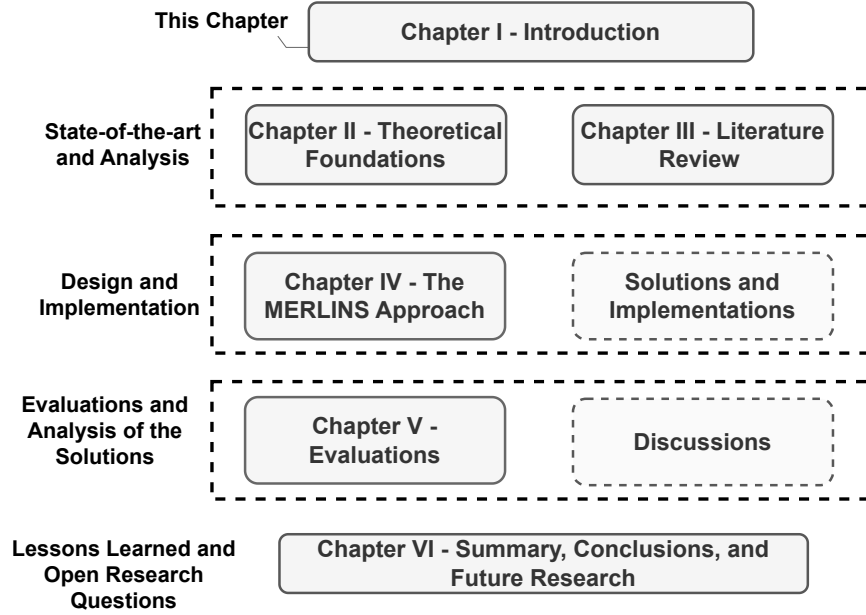 This Chapter
Chapter I - Introduction
State-of-the-art
and Analysis
Chapter II - Theoretical
Foundations
Chapter III - Literature
Review
Design and
Implementation
Chapter IV - The
MERLINS Approach
Solutions and
Implementations
Evaluations and
Analysis of the
Solutions
Chapter V -
Evaluations
Discussions
Lessons Learned and
Open Research
Questions
Chapter VI - Summary, Conclusions, and
Future Research